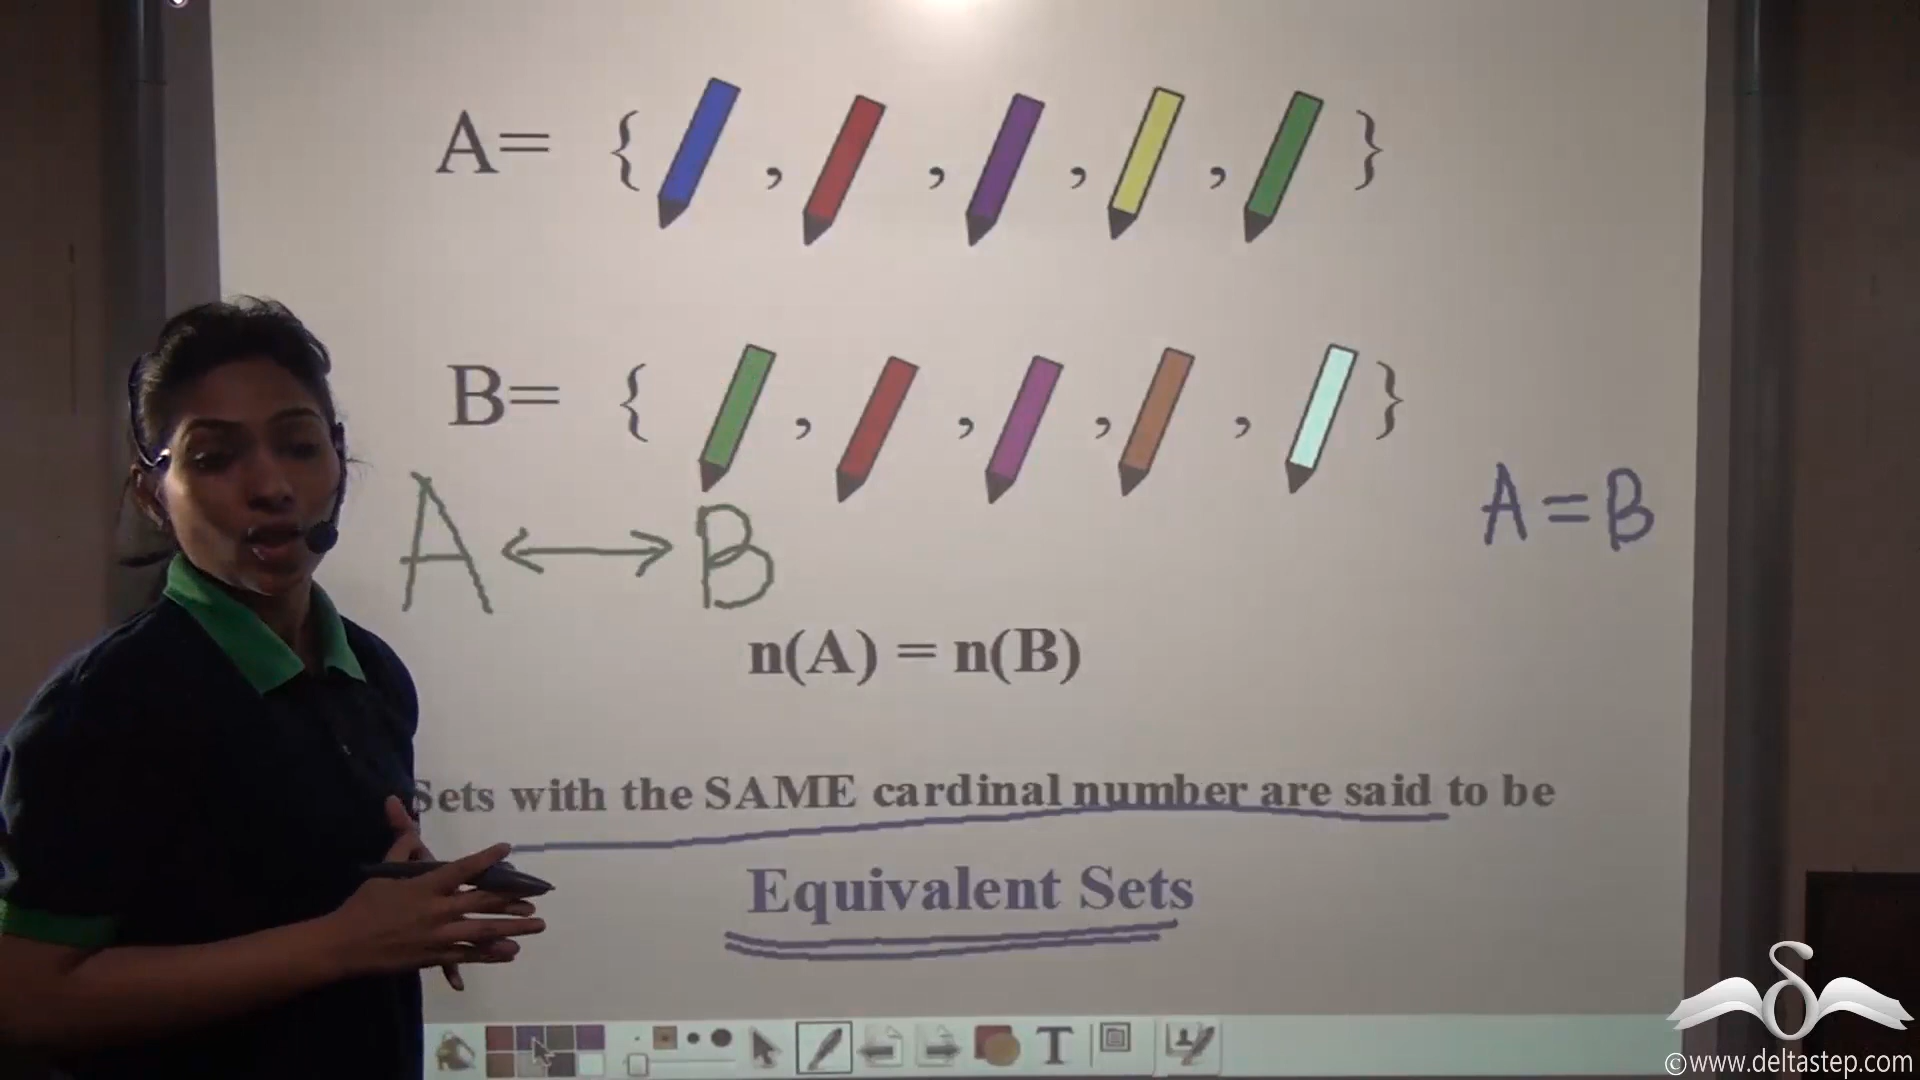 A= { , , , , }
B= { , , , , }
A ↔ B
A = B
n(A) = n(B)
Sets with the SAME cardinal number are said to be
Equivalent Sets
T
©www.deltastep.com